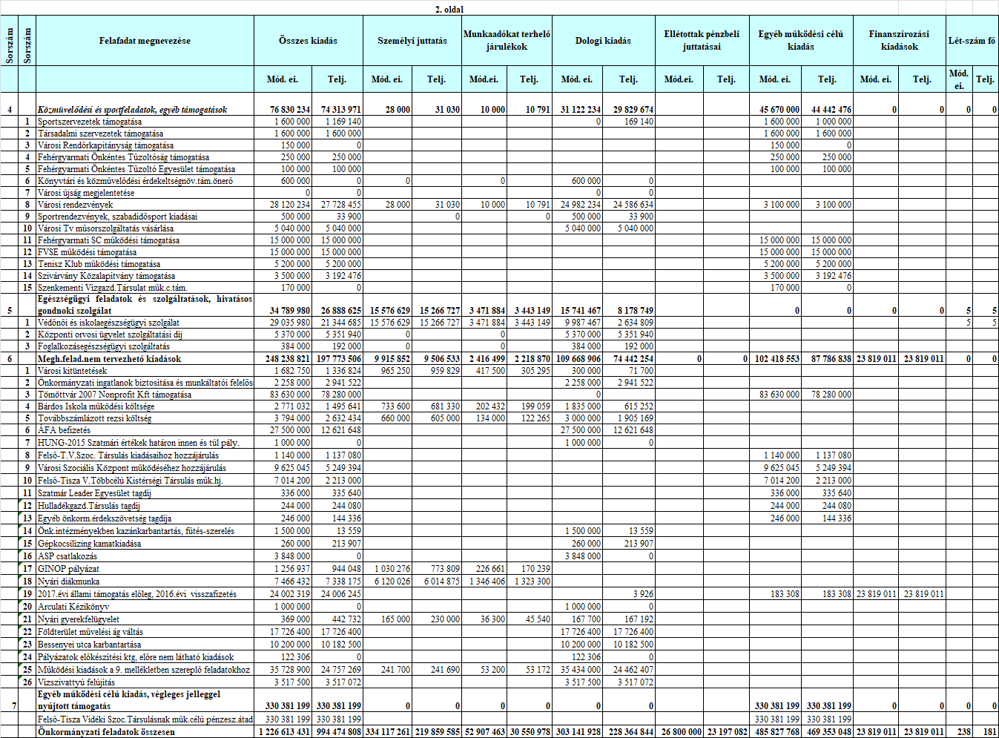 2. oldal
Sorszám Sorszám Felafadat megnevezése Összes kiadás Személyi juttatás Munkaadókat terhelő járulékok Dologi kiadás Ellétottak pénzbeli juttatásai Egyéb működési célú kiadás Finanszírozási kiadások Lét-szám fő
Mód. ei. Telj. Mód. ei. Telj. Mód.ei. Telj. Mód. ei. Telj. Mód.ei. Telj. Mód. ei. Telj. Mód. ei. Telj. Mód. ei. Telj.
4 Közművelődési és sportfeladatok, egyéb támogatások 76 830 234 74 313 971 28 000 31 030 10 000 10 791 31 122 234 29 829 674 45 670 000 44 442 476 0 0 0 0
1 Sportszervezetek támogatása 1 600 000 1 169 140 0 169 140 1 600 000 1 000 000
2 Társadalmi szervezetek támogatása 1 600 000 1 600 000 1 600 000 1 600 000
3 Városi Rendőrkapitányság támogatása 150 000 0 150 000 0
4 Fehérgyarmati Önkéntes Tűzoltóság támogatása 250 000 250 000 250 000 250 000
5 Fehérgyarmati Önkéntes Tűzoltó Egyesület támogatása 100 000 100 000 100 000 100 000
6 Könyvtári és közművelődési érdekeltségnöv.tám.önerő 600 000 0 0 0 600 000 0
7 Városi újság megjelentetése 0 0 0 0
8 Városi rendezvények 28 120 234 27 728 455 28 000 31 030 10 000 10 791 24 982 234 24 586 634 3 100 000 3 100 000
9 Sportrendezvények, szabadidősport kiadásai 500 000 33 900 0 0 500 000 33 900
10 Városi Tv műsorszolgáltatás vásárlása 5 040 000 5 040 000 5 040 000 5 040 000
11 Fehérgyarmati SC működési támogatása 15 000 000 15 000 000 15 000 000 15 000 000
12 FVSE működési támogatása 15 000 000 15 000 000 15 000 000 15 000 000
13 Tenisz Klub működési támogatása 5 200 000 5 200 000 5 200 000 5 200 000
14 Szivárvány Közalapítvány támogatása 3 500 000 3 192 476 3 500 000 3 192 476
15 Szenkementi Vizgazd.Társulat műk.c.tám. 170 000 0 170 000 0
Egészségügyi feladatok és szolgáltatások, hivatásos
5 gondnoki szolgálat 34 789 980 26 888 625 15 576 629 15 266 727 3 471 884 3 443 149 15 741 467 8 178 749 0 0 0 0 5 5
1 Védőnői és iskolaegészségügyi szolgálat 29 035 980 21 344 685 15 576 629 15 266 727 3 471 884 3 443 149 9 987 467 2 634 809 5 5
2 Központi orvosi ügyelet szolgáltatási díj 5 370 000 5 351 940 0 0 5 370 000 5 351 940
3 Foglalkozásegészségügyi szolgáltatás 384 000 192 000 0 0 384 000 192 000
6 Megh.felad.nem tervezhető kiadások 248 238 821 197 773 506 9 915 852 9 506 533 2 416 499 2 218 870 109 668 906 74 442 254 0 0 102 418 553 87 786 838 23 819 011 23 819 011 0 0
1 Városi kitüntetések 1 682 750 1 336 824 965 250 959 829 417 500 305 295 300 000 71 700
2 Önkormányzati ingatlanok biztosítása és munkáltatói felelős 2 258 000 2 941 522 2 258 000 2 941 522
3 Tömöttvár 2007 Nonprofit Kft támogatása 83 630 000 78 280 000 0 83 630 000 78 280 000
4 Bárdos Iskola működési költsége 2 771 032 1 495 641 733 600 681 330 202 432 199 059 1 835 000 615 252
5 Továbbszámlázott rezsi költség 3 794 000 2 632 434 660 000 605 000 134 000 122 265 3 000 000 1 905 169
6 ÁFA befizetés 27 500 000 12 621 648 27 500 000 12 621 648
7 HUNG-2015 Szatmári értékek határon innen és túl pály. 1 000 000 0 1 000 000 0
8 Felső-T.V.Szoc. Társulás kiadásaihoz hozzájárulás 1 140 000 1 137 080 1 140 000 1 137 080
9 Városi Szociális Központ működéséhez hozzájárulás 9 625 045 5 249 394 9 625 045 5 249 394
10 Felső-Tisza V.Többcélú Kistérségi Társulás műk.hj. 7 014 200 2 213 000 7 014 200 2 213 000
11 Szatmár Leader Egyesület tagdíj 336 000 335 640 336 000 335 640
12 Hulladékgazd.Társulás tagdíj 244 000 244 080 244 000 244 080
13 Egyéb önkorm.érdekszövetség tagdíja 246 000 144 336 246 000 144 336
14 Önk.intézményekben kazánkarbantartás, fűtés-szerelés 1 500 000 13 559 1 500 000 13 559
15 Gépkocsilízing kamatkiadása 260 000 213 907 260 000 213 907
16 ASP csatlakozás 3 848 000 0 3 848 000 0
17 GINOP pályázat 1 256 937 944 048 1 030 276 773 809 226 661 170 239
18 Nyári diákmunka 7 466 432 7 338 175 6 120 026 6 014 875 1 346 406 1 323 300
19 2017.évi állami támogatás előleg, 2016.évi visszafizetés 24 002 319 24 006 245 3 926 183 308 183 308 23 819 011 23 819 011
20 Arculati Kézikönyv 1 000 000 0 1 000 000 0
21 Nyári gyerekfelügyelet 369 000 442 732 165 000 230 000 36 300 45 540 167 700 167 192
22 Földterület művelési ág váltás 17 726 400 17 726 400 17 726 400 17 726 400
23 Bessenyei utca karbantartása 10 200 000 10 182 500 10 200 000 10 182 500
24 Pályázatok előkészítési ktg, előre nem látható kiadások 122 306 0 122 306 0
25 Működési kiadások a 9. mellékletben szereplő feladatokhoz 35 728 900 24 757 269 241 700 241 690 53 200 53 172 35 434 000 24 462 407
26 Vízszivattyú felújítás 3 517 500 3 517 072 3 517 500 3 517 072
Egyéb működési célú kiadás, végleges jelleggel
7 nyújtott támogatás 330 381 199 330 381 199 0 0 0 0 0 0 330 381 199 330 381 199 0 0 0 0
Felső-Tisza Vidéki Szoc.Társulásnak műk.célú pénzesz.átad 330 381 199 330 381 199 330 381 199 330 381 199
Önkormányzati feladatok összesen 1 226 613 431 994 474 808 334 117 261 219 859 585 52 907 463 30 550 978 303 141 928 228 364 844 26 800 000 23 197 082 485 827 768 469 353 048 23 819 011 23 819 011 238 181